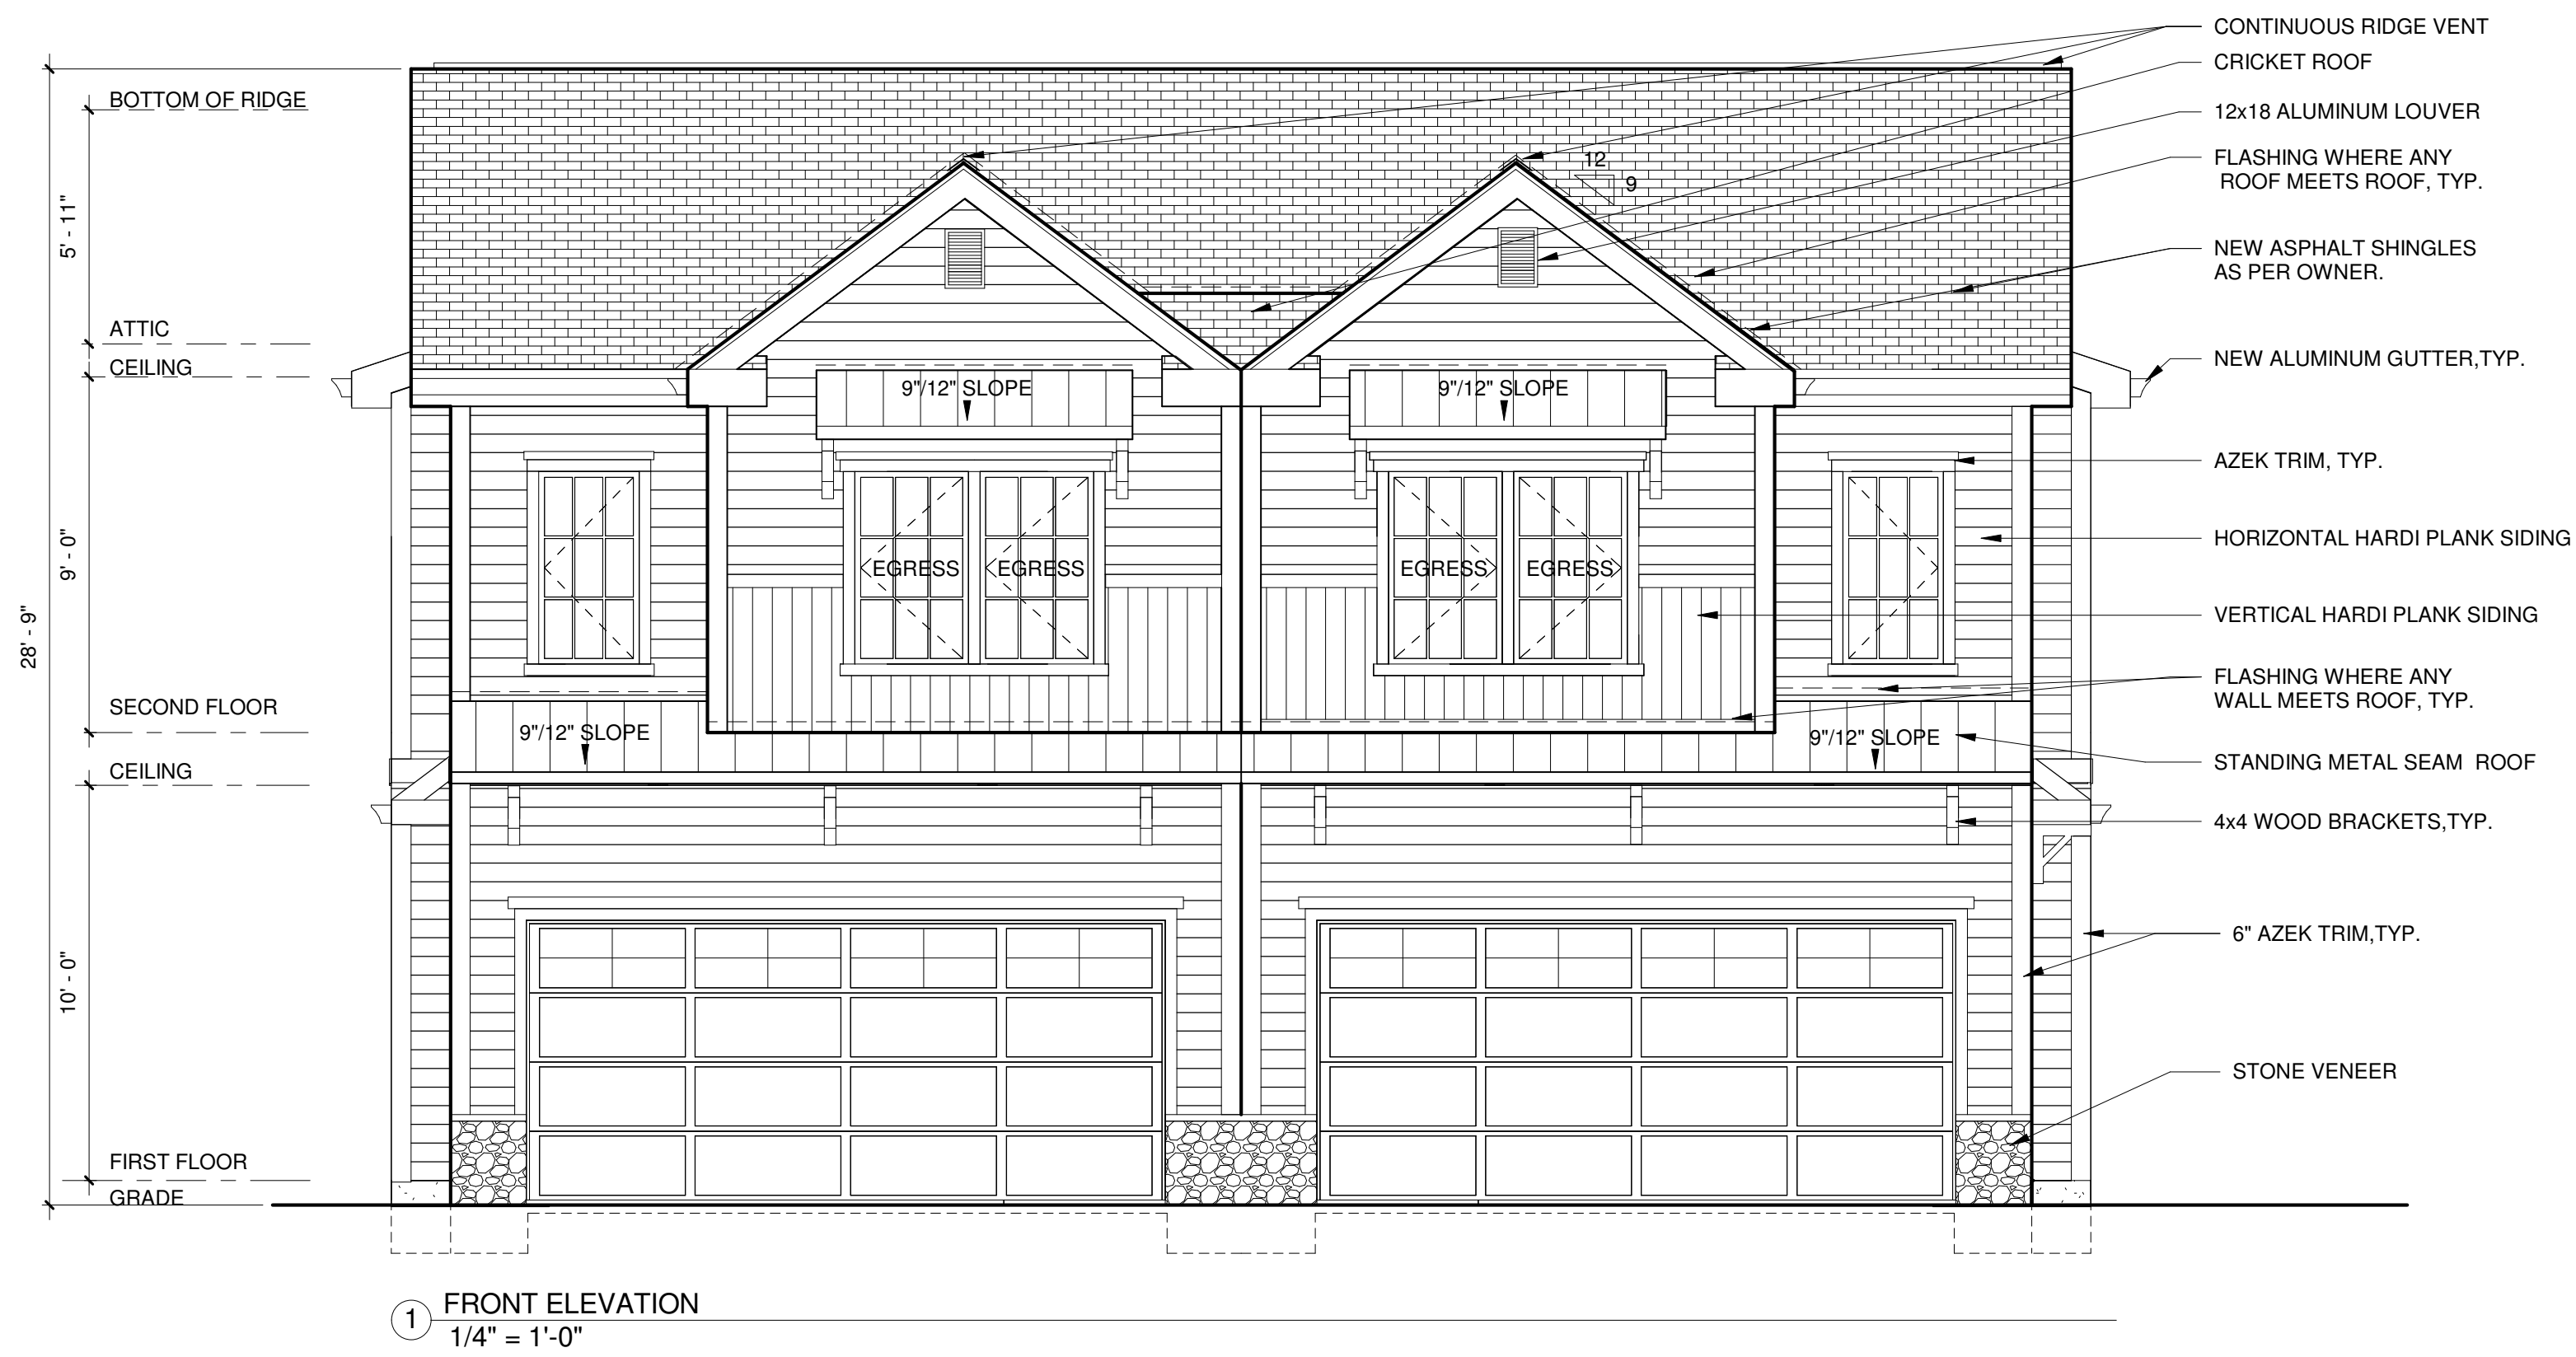 CONTINUOUS RIDGE VENT
CRICKET ROOF
12x18 ALUMINUM LOUVER
FLASHING WHERE ANY
ROOF MEETS ROOF, TYP.
NEW ASPHALT SHINGLES
AS PER OWNER.
NEW ALUMINUM GUTTER,TYP.
AZEK TRIM, TYP.
HORIZONTAL HARDI PLANK SIDING
VERTICAL HARDI PLANK SIDING
FLASHING WHERE ANY
WALL MEETS ROOF, TYP.
STANDING METAL SEAM ROOF
4x4 WOOD BRACKETS,TYP.
6" AZEK TRIM,TYP.
STONE VENEER
BOTTOM OF RIDGE
5' - 11"
ATTIC
CEILING
9' - 0"
28' - 9"
SECOND FLOOR
CEILING
10' - 0"
FIRST FLOOR
GRADE
12
9
9"/12" SLOPE
9"/12" SLOPE
EGRESS
EGRESS
EGRESS
EGRESS
9"/12" SLOPE
9"/12" SLOPE
1
FRONT ELEVATION
1/4" = 1'-0"